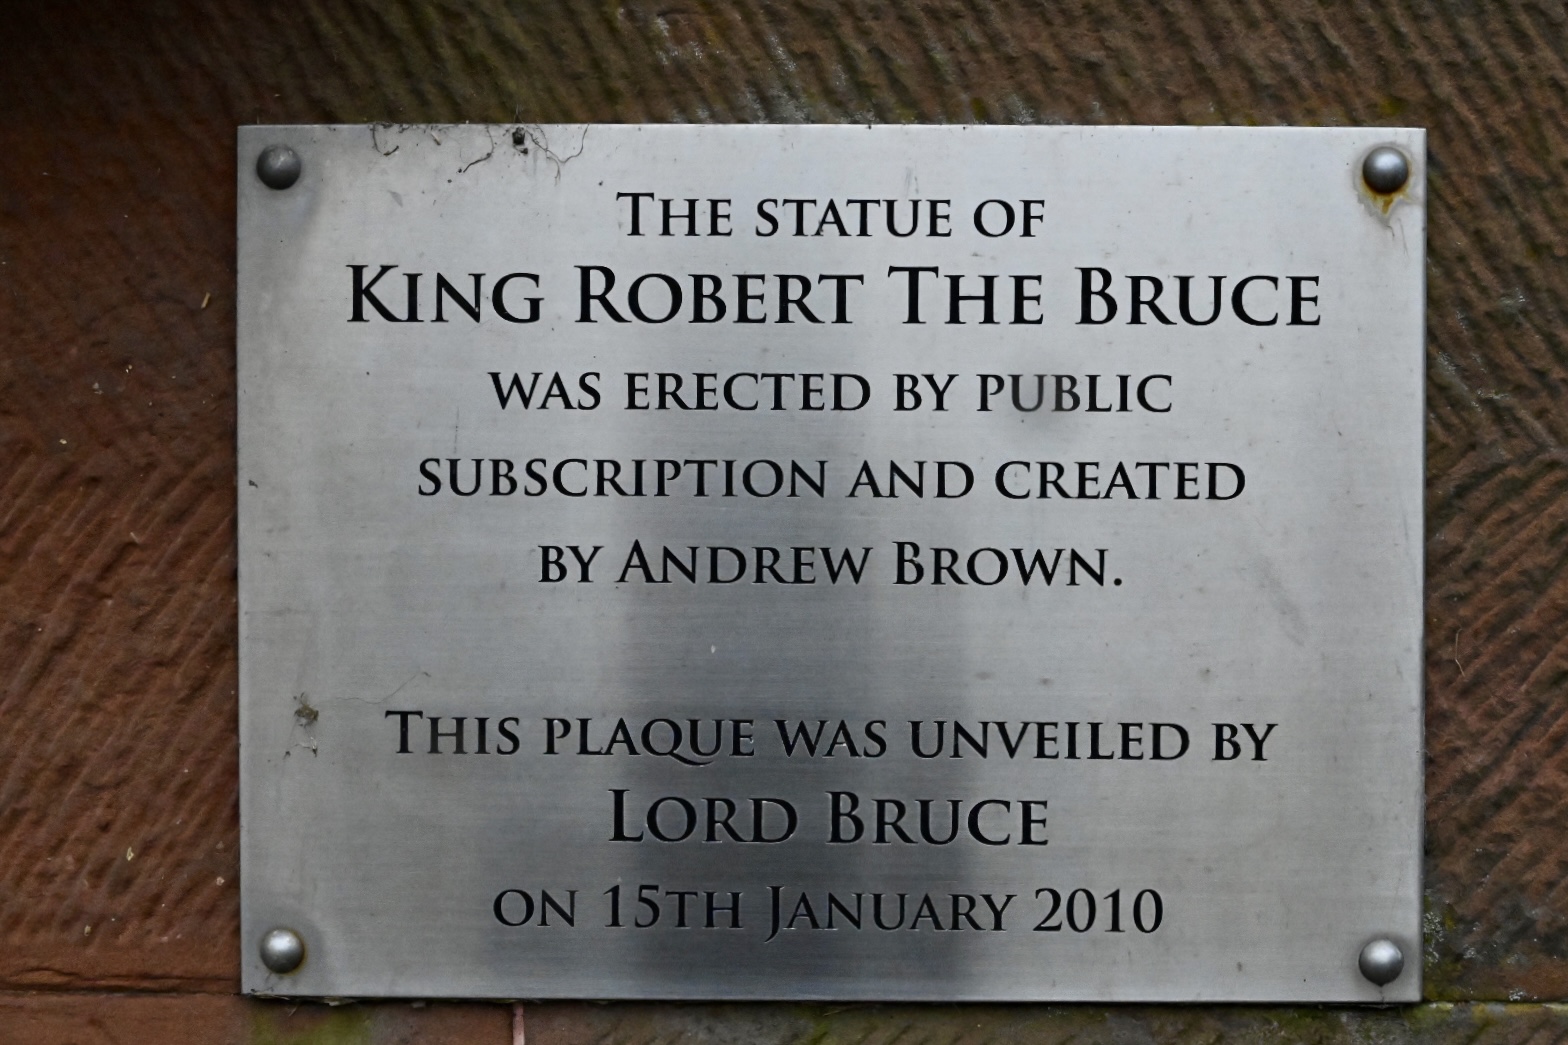 The statue of
King Robert The Bruce
was erected by public
subscription and created
by Andrew Brown.
This plaque was unveiled by
Lord Bruce
on 15th January 2010